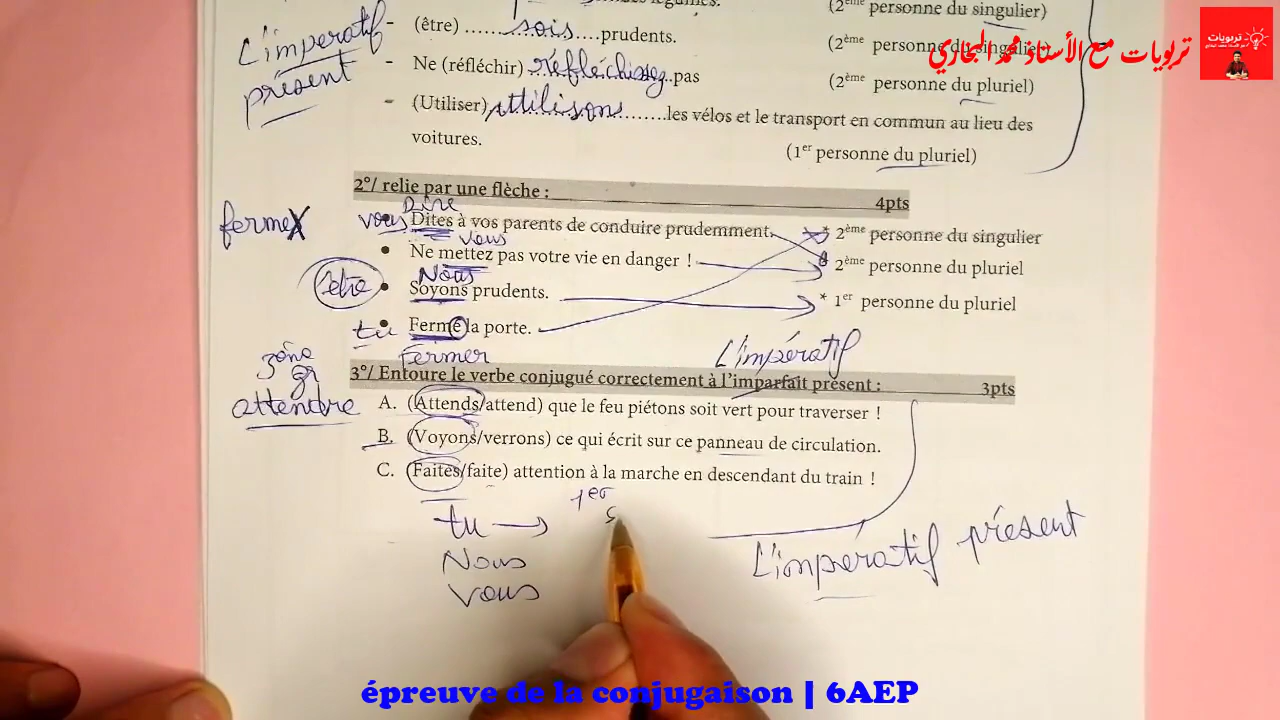 légumes.
(2ème personne du singulier)
L'imperatif
présent
- (être) ......sois......prudents.
(2ème personne du singulier)
تربويات مع الأستاذ محمد البخاري
تربويات
- Ne (réfléchir) réfléchissez pas
(2ème personne du pluriel)
- (Utiliser) utilisons..........les vélos et le transport en commun au lieu des
voitures.
(1er personne du pluriel)
2°/ relie par une flèche :
4pts
Dire
ferme
vous
• Dites à vos parents de conduire prudemment.
* 2ème personne du singulier
vous
• Ne mettez pas votre vie en danger !
* 2ème personne du pluriel
Nous
être
• Soyons prudents.
* 1er personne du pluriel
tu
• Ferme la porte.
Fermer
L'impératif
3ème
gr
attendre
3°/ Entoure le verbe conjugué correctement à l'imparfait présent :
3pts
A. (Attends/attend) que le feu piétons soit vert pour traverser !
B. (Voyons/verrons) ce qui écrit sur ce panneau de circulation.
C. (Faites/faite) attention à la marche en descendant du train !
tu
1er
Nous
vous
L'impératif présent
épreuve de la conjugaison | 6AEP